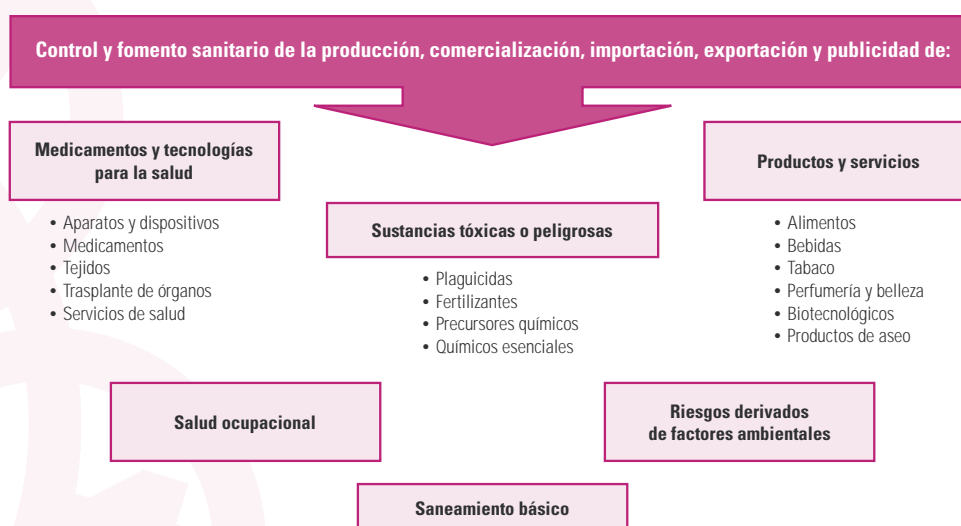 Control y fomento sanitario de la producción, comercialización, importación, exportación y publicidad de:
Medicamentos y tecnologías
para la salud
• Aparatos y dispositivos
• Medicamentos
• Tejidos
• Trasplante de órganos
• Servicios de salud
Sustancias tóxicas o peligrosas
• Plaguicidas
• Fertilizantes
• Precursores químicos
• Químicos esenciales
Productos y servicios
• Alimentos
• Bebidas
• Tabaco
• Perfumería y belleza
• Biotecnológicos
• Productos de aseo
Salud ocupacional
Riesgos derivados
de factores ambientales
Saneamiento básico